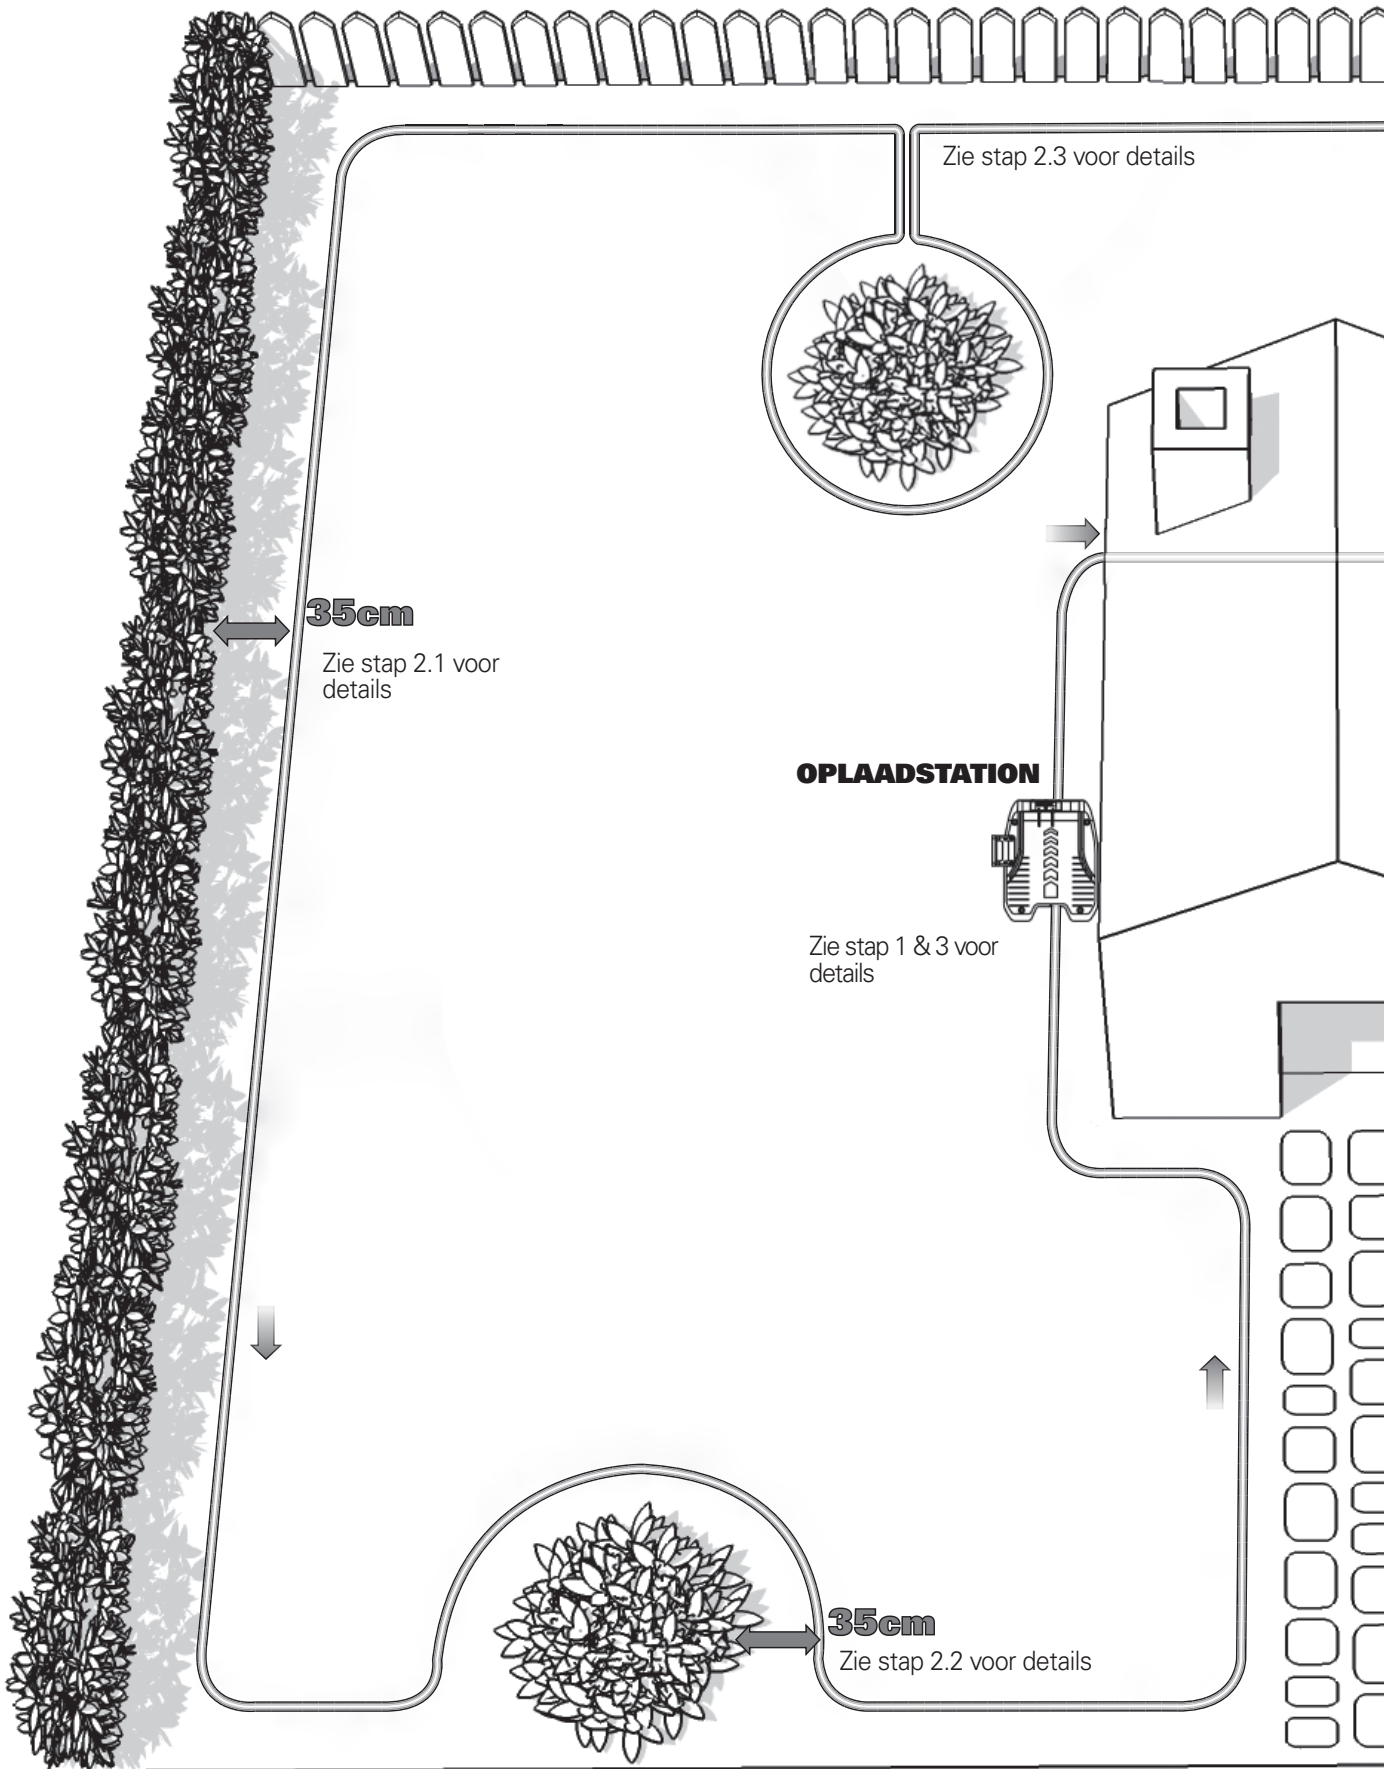 Zie stap 2.3 voor details
35cm
Zie stap 2.1 voor
details
OPLAADSTATION
Zie stap 1 & 3 voor
details
35cm
Zie stap 2.2 voor details